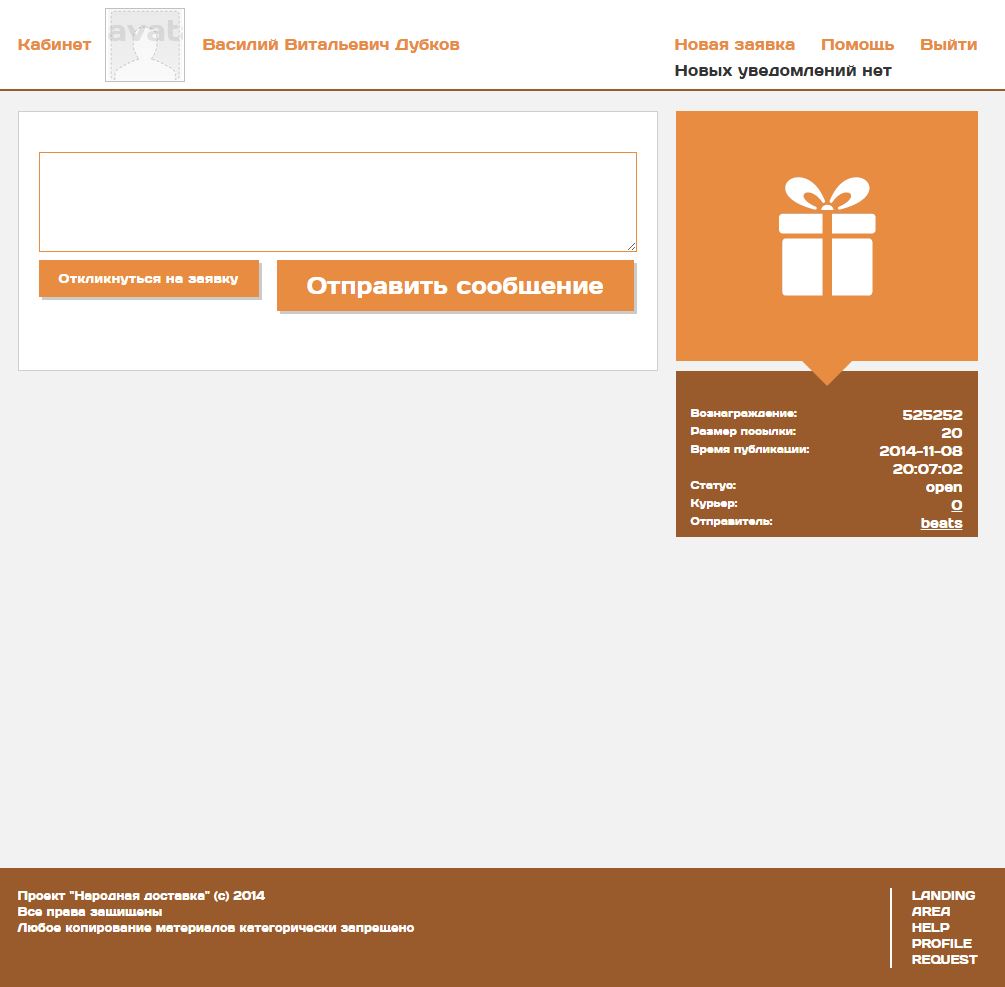 Кабинет
avat
Василий Витальевич Дубков
Новая заявка
Помощь
Выйти
Новых уведомлений нет
Откликнуться на заявку
Отправить сообщение
Вознаграждение: 525252
Размер посылки: 20
Время публикации: 2014-11-08
20:07:02
Статус: open
Курьер: 0
Отправитель: beats
Проект "Народная доставка" (c) 2014
Все права защищены
Любое копирование материалов категорически запрещено
LANDING
AREA
HELP
PROFILE
REQUEST